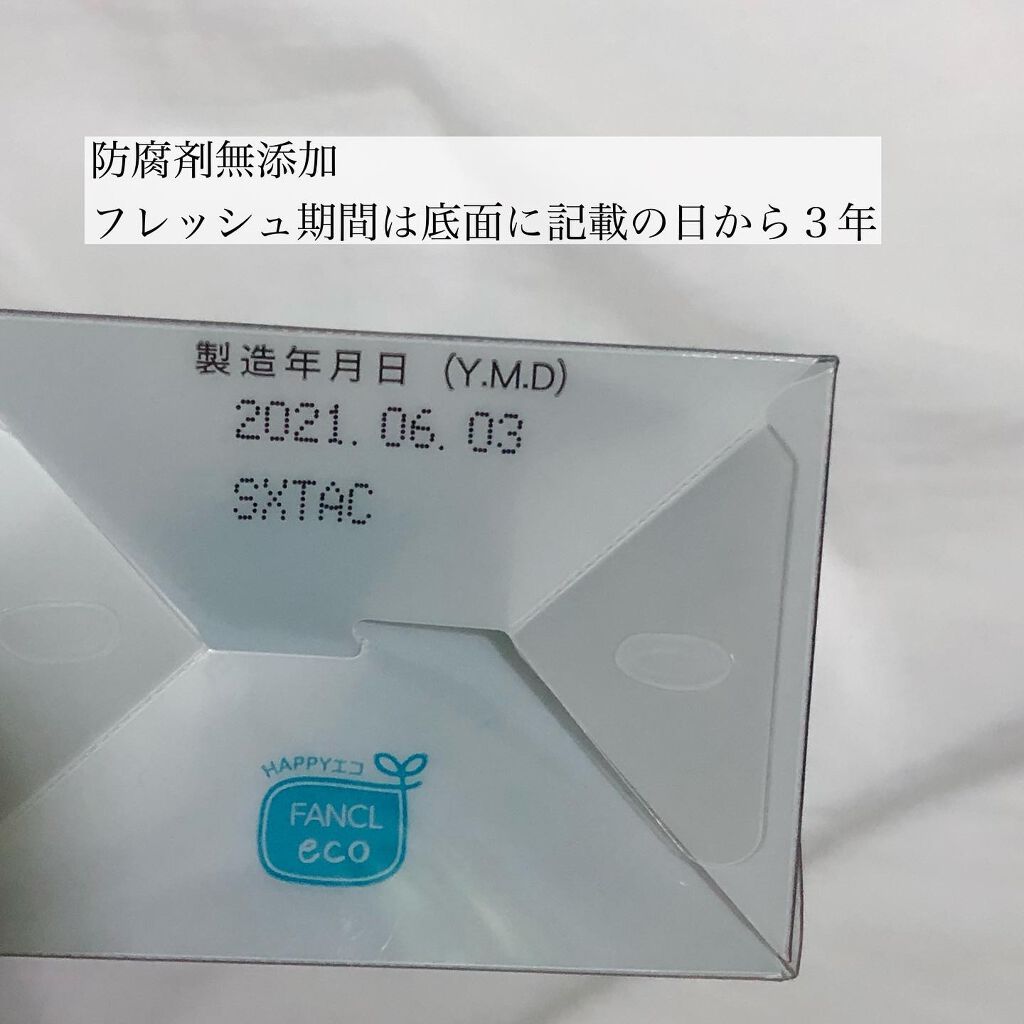 防腐剤無添加
フレッシュ期間は底面に記載の日から３年
製造年月日 (Y.M.D)
2021.06.03
SXTAC
HAPPYエコ
FANCL
eco